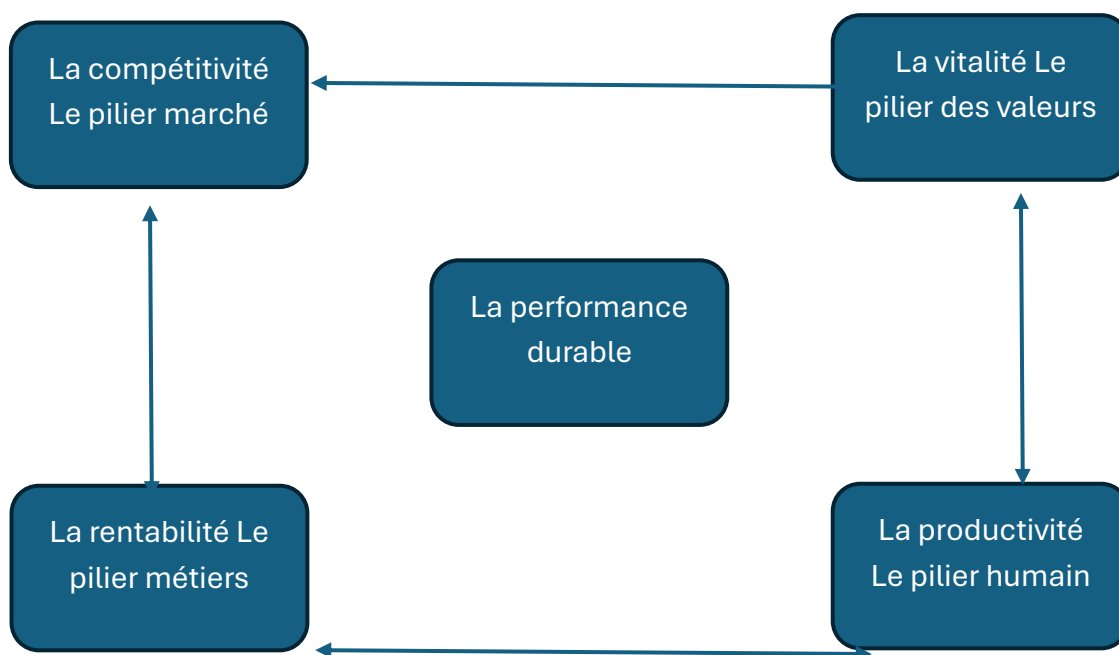 La compétitivité
Le pilier marché
La vitalité Le
pilier des valeurs
La performance
durable
La rentabilité Le
pilier métiers
La productivité
Le pilier humain